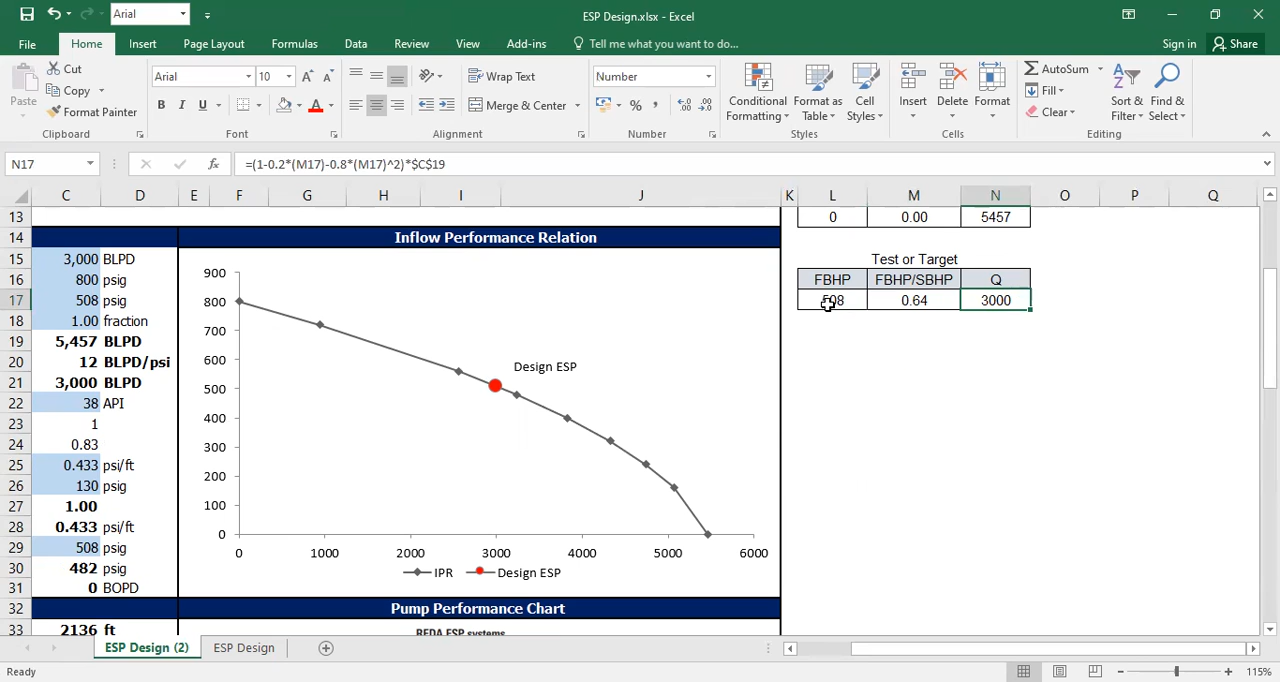 Arial
ESP Design.xlsx - Excel
File Home Insert Page Layout Formulas Data Review View Add-ins Tell me what you want to do... Sign in Share
Paste Cut Copy Format Painter Clipboard
Arial 10 A A B I U A Font
Wrap Text Merge & Center Alignment
Number % , Number
Conditional Formatting Format as Table Cell Styles Styles
Insert Delete Format Cells
AutoSum Fill Clear Sort & Filter Find & Select Editing
N17 fx =(1-0.2*(M17)-0.8*(M17)^2)*$C$19
C D E F G H I J K L M N O P Q
13 0 0.00 5457
14 Inflow Performance Relation
15 3,000 BLPD Test or Target
16 800 psig FBHP FBHP/SBHP Q
17 508 psig 508 0.64 3000
18 1.00 fraction
19 5,457 BLPD
20 12 BLPD/psi
21 3,000 BLPD
22 38 API
23 1
24 0.83
25 0.433 psi/ft
26 130 psig
27 1.00
28 0.433 psi/ft
29 508 psig
30 482 psig
31 0 BOPD
900
800
700
600
500
400
300
200
100
0
Design ESP
0 1000 2000 3000 4000 5000 6000
IPR Design ESP
32 Pump Performance Chart
33 2136 ft REDA ESP systems
ESP Design (2) ESP Design
Ready 115%